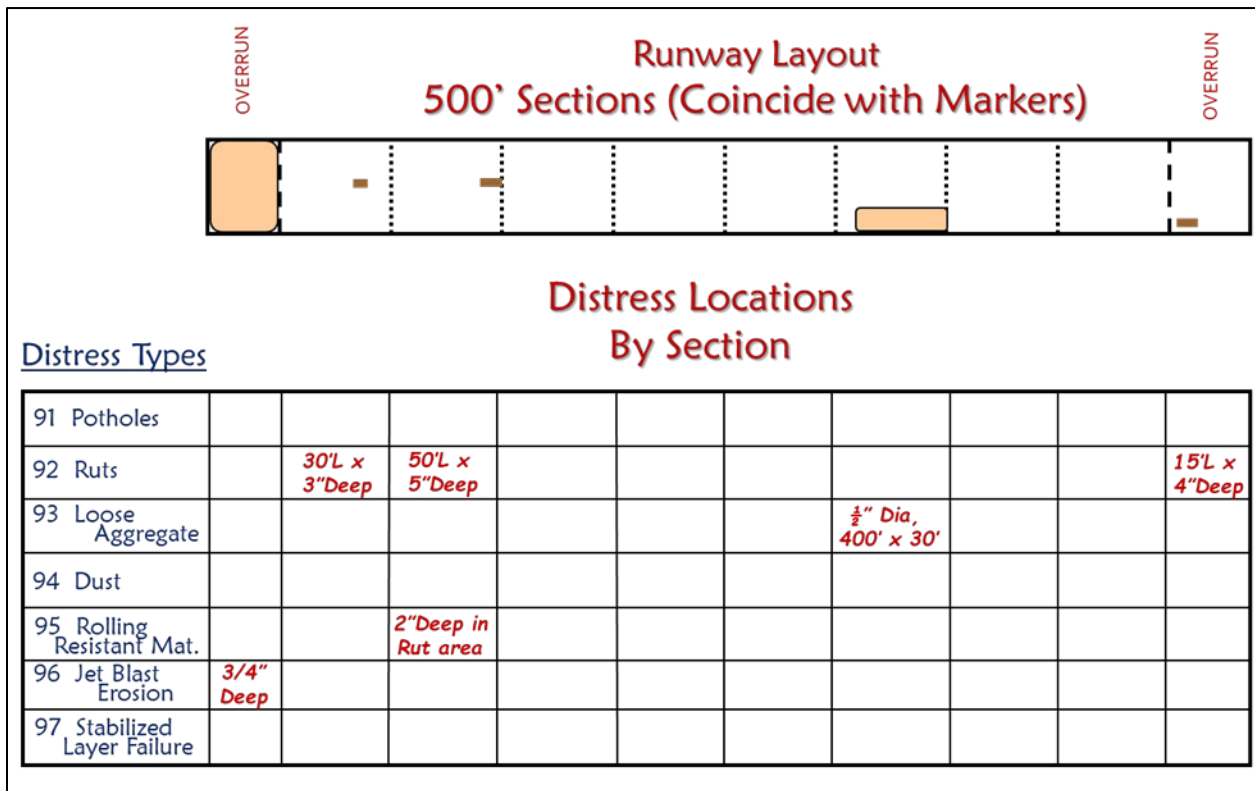 OVERRUN
Runway Layout
500' Sections (Coincide with Markers)
OVERRUN
Distress Locations
By Section
Distress Types
91 Potholes
92 Ruts
30'L x
3"Deep
50'L x
5"Deep
15'L x
4"Deep
93 Loose
Aggregate
½" Dia,
400' x 30'
94 Dust
95 Rolling
Resistant Mat.
2"Deep in
Rut area
96 Jet Blast
Erosion
3/4"
Deep
97 Stabilized
Layer Failure